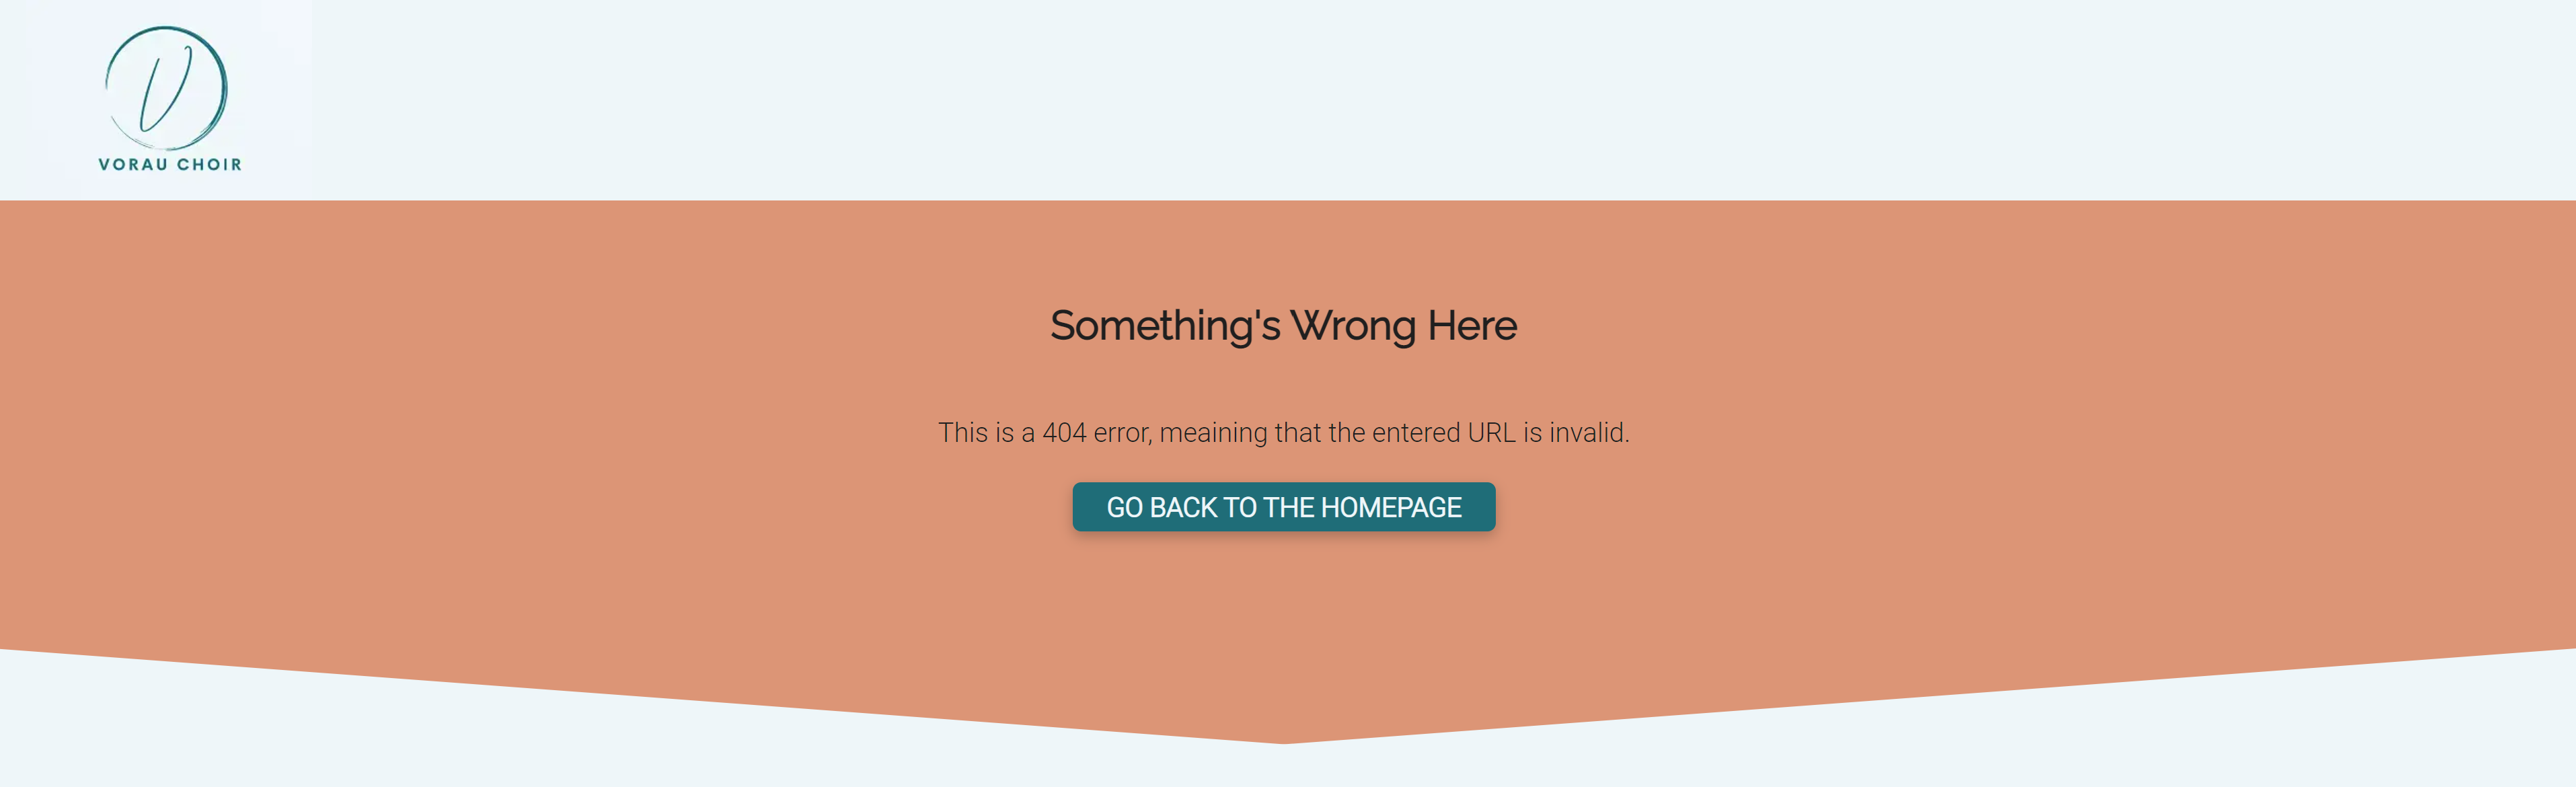 V
VORAU CHOIR
Something's Wrong Here
This is a 404 error, meaining that the entered URL is invalid.
GO BACK TO THE HOMEPAGE